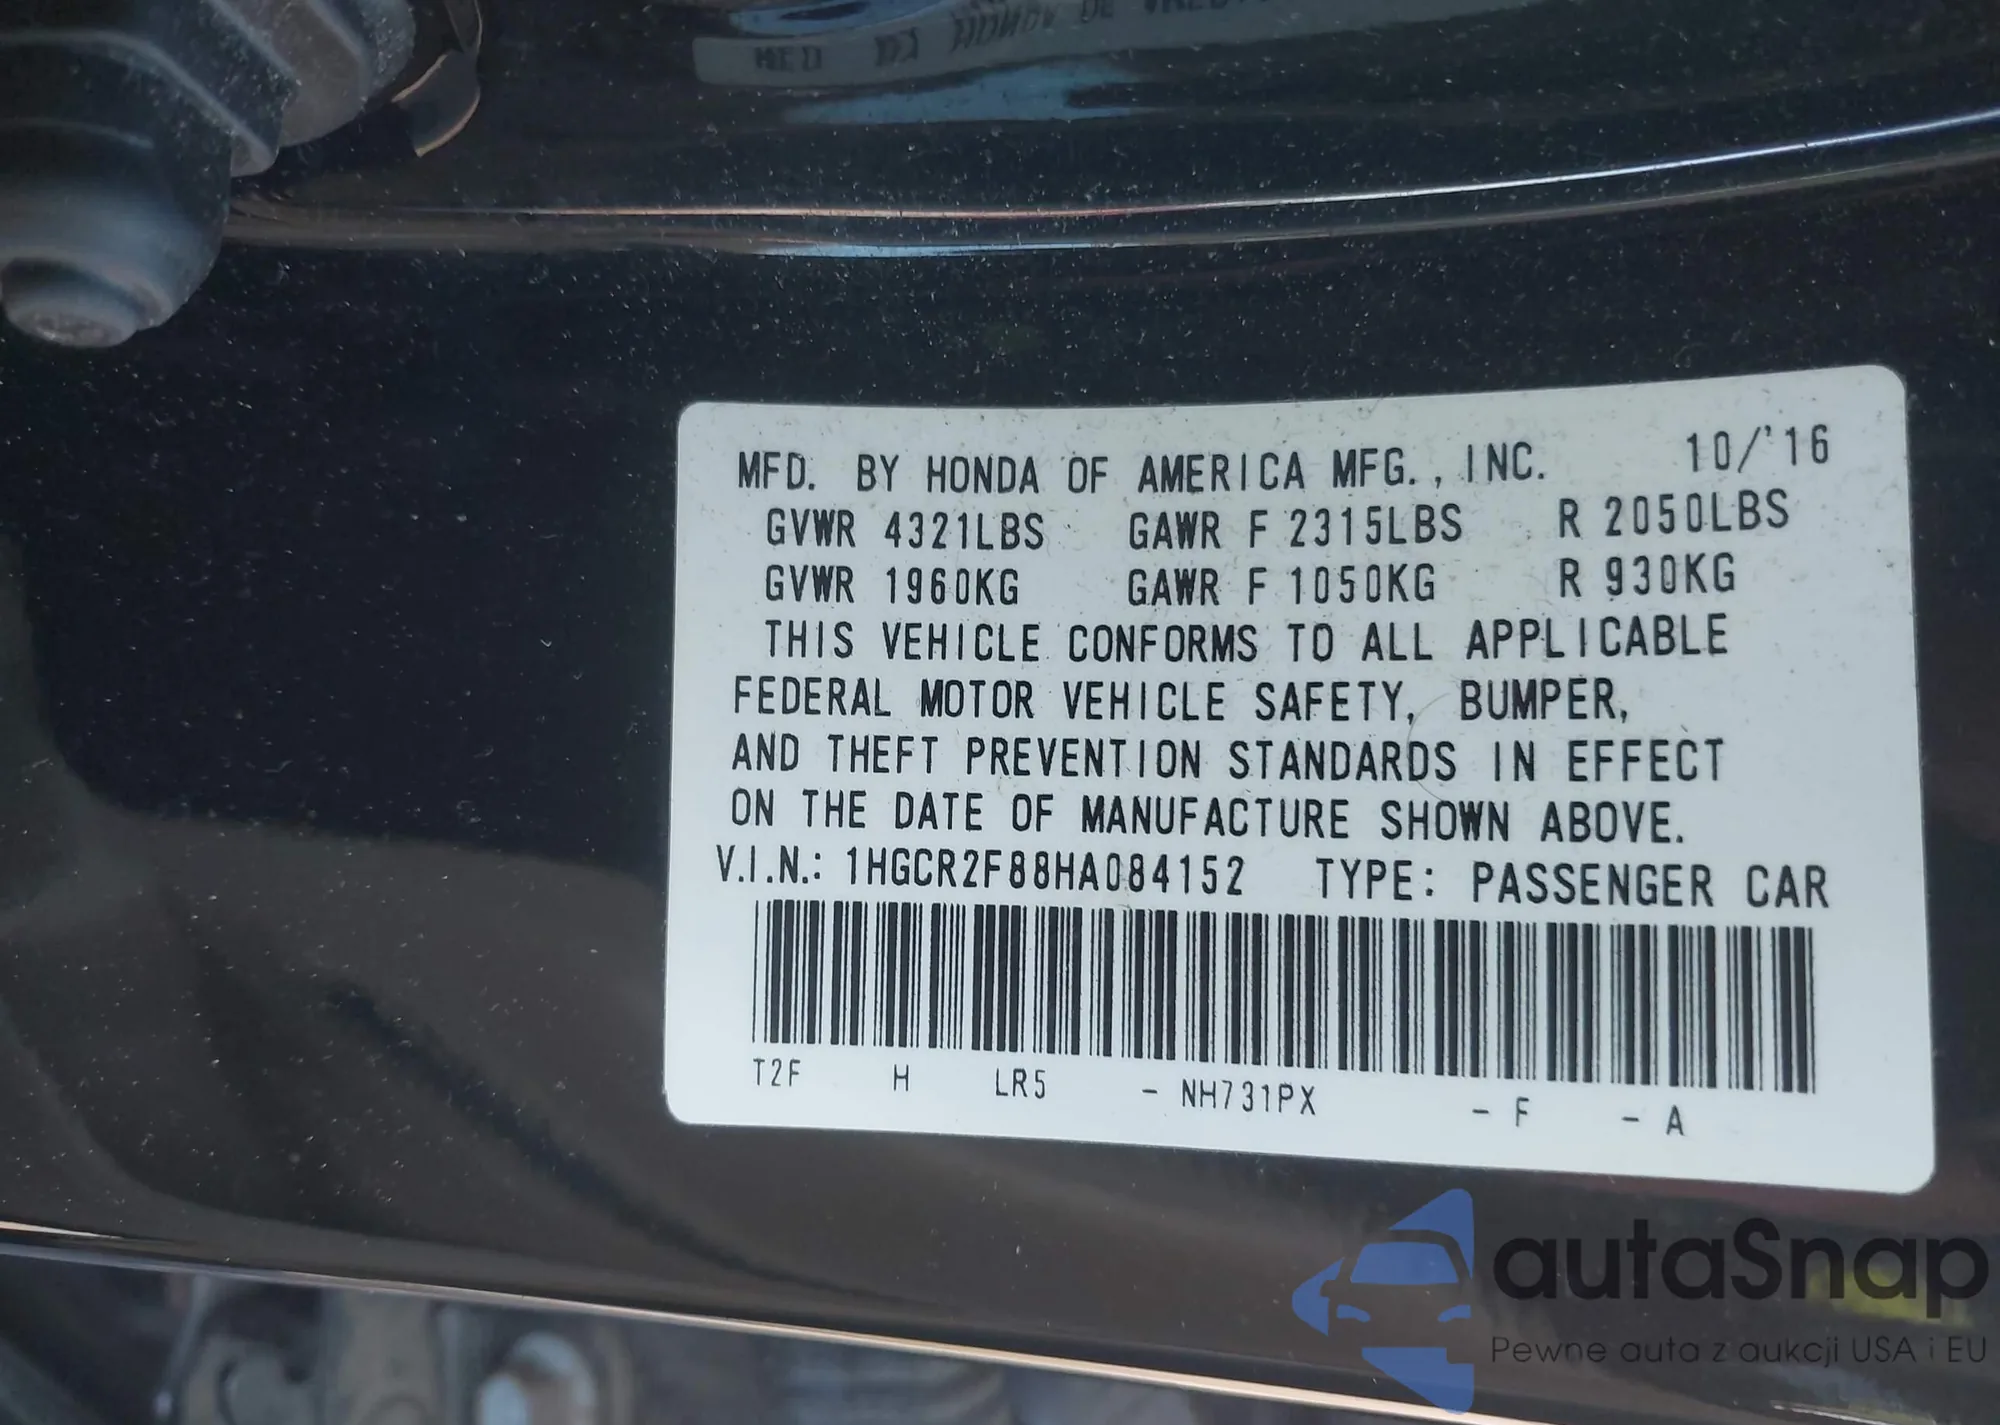 MFD. BY HONDA OF AMERICA MFG., INC. 10/'16
GVWR 4321LBS GAWR F 2315LBS R 2050LBS
GVWR 1960KG GAWR F 1050KG R 930KG
THIS VEHICLE CONFORMS TO ALL APPLICABLE
FEDERAL MOTOR VEHICLE SAFETY, BUMPER,
AND THEFT PREVENTION STANDARDS IN EFFECT
ON THE DATE OF MANUFACTURE SHOWN ABOVE.
V.I.N.: 1HGCR2F88HA084152 TYPE: PASSENGER CAR
T2F H LR5 - NH731PX - F - A
autaSnap
Pewne auta z aukcji USA i EU